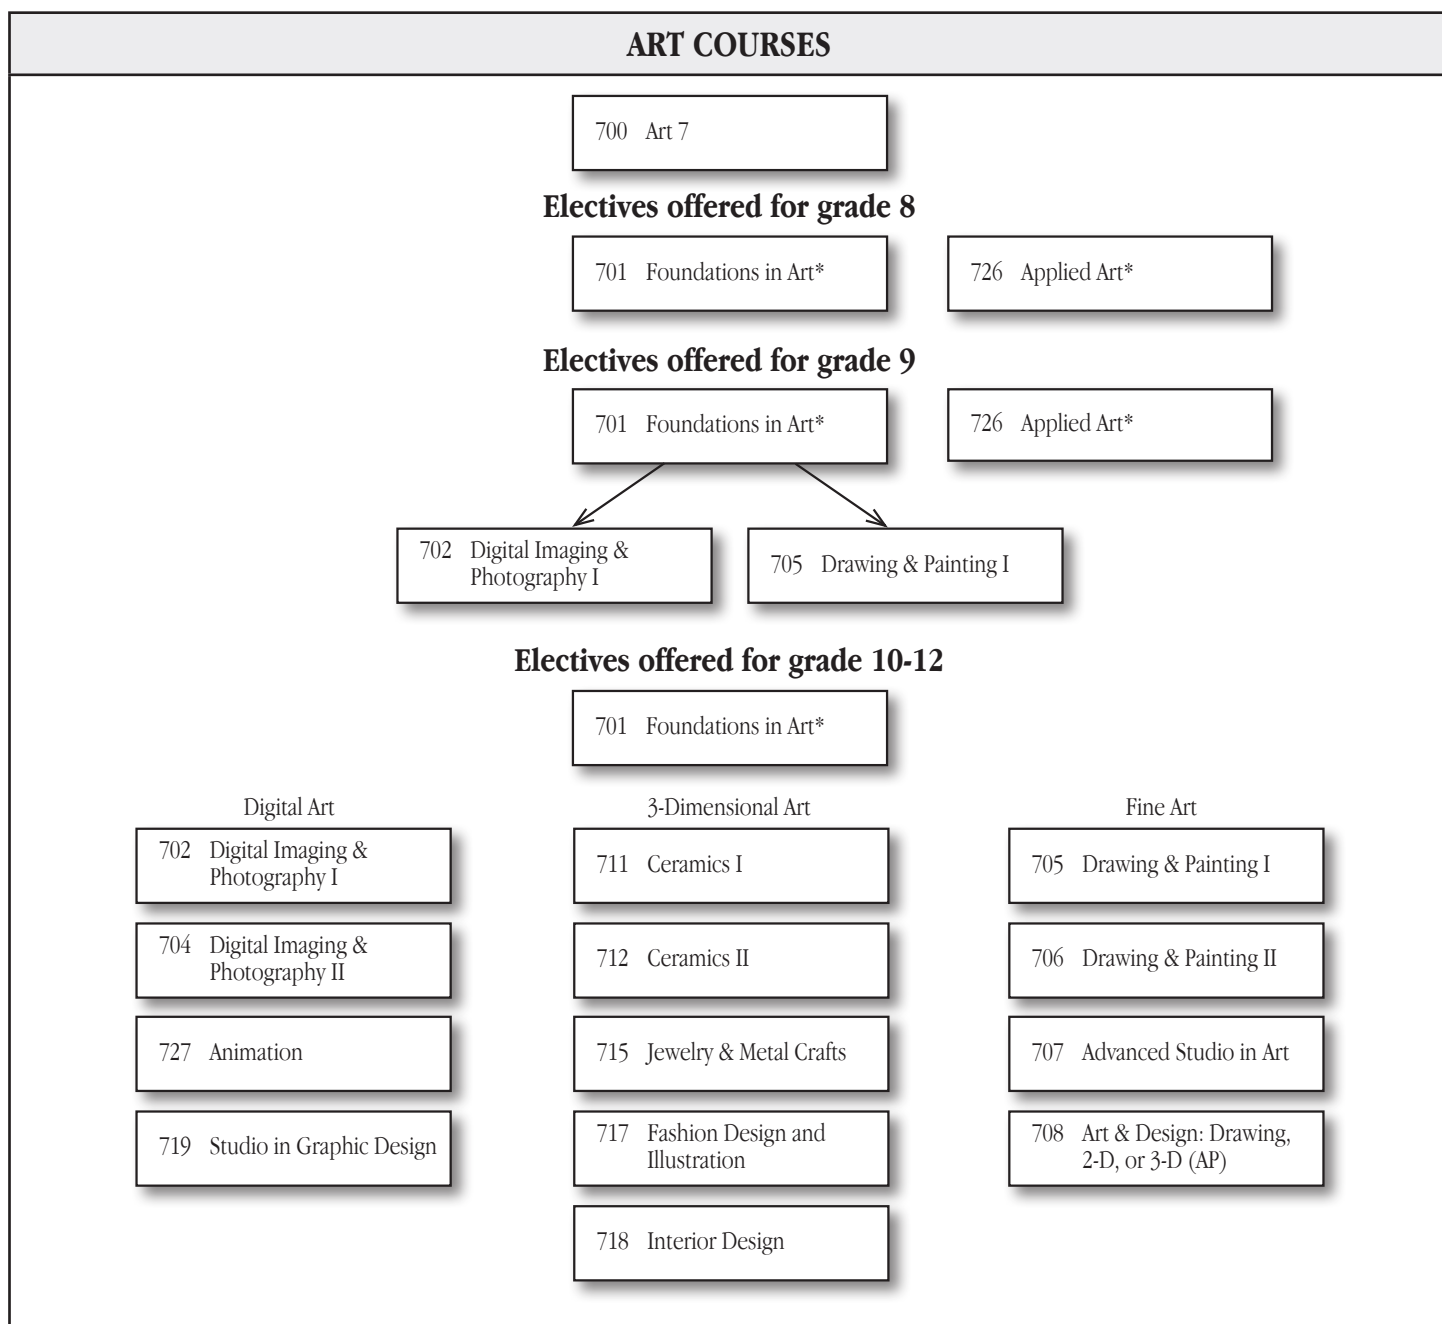 ART COURSES
700 Art 7
Electives offered for grade 8
701 Foundations in Art*
726 Applied Art*
Electives offered for grade 9
701 Foundations in Art*
726 Applied Art*
702 Digital Imaging &
Photography I
705 Drawing & Painting I
Electives offered for grade 10-12
701 Foundations in Art*
Digital Art
702 Digital Imaging &
Photography I
704 Digital Imaging &
Photography II
727 Animation
719 Studio in Graphic Design
3-Dimensional Art
711 Ceramics I
712 Ceramics II
715 Jewelry & Metal Crafts
717 Fashion Design and
Illustration
718 Interior Design
Fine Art
705 Drawing & Painting I
706 Drawing & Painting II
707 Advanced Studio in Art
708 Art & Design: Drawing,
2-D, or 3-D (AP)